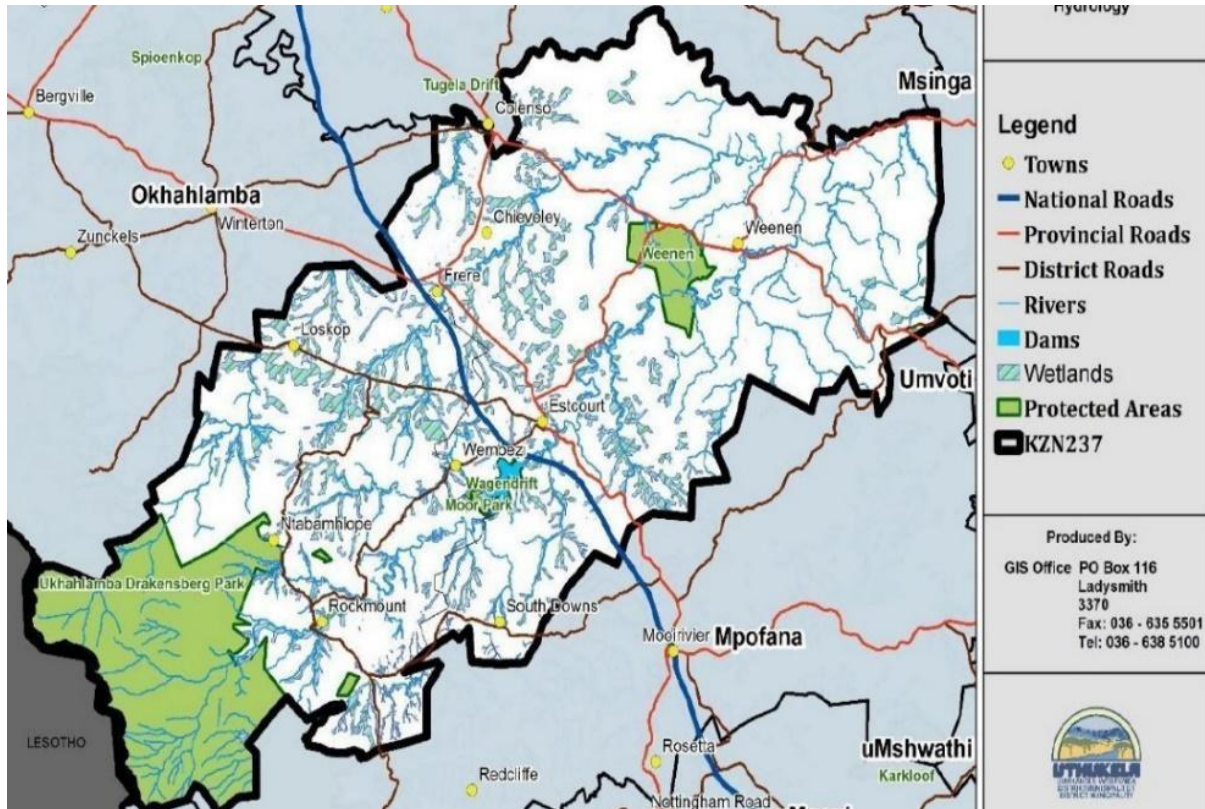 Hydrology
Spioenkop
Msinga
Tugela Drift
Bergville
Colenso
Okhahlamba
Winterton
Chieveley
Weenen
Weenen
Zunckels
Frere
Loskop
Umvoti
Estcourt
Wembezi
Wagendrift
Moor Park
Ntabamhlope
Ukhahlamba Drakensberg Park
Rockmount
South Downs
Mooirivier
Mpofana
LESOTHO
Rosetta
uMshwathi
Karkloof
Redcliffe
Nottingham Road
Legend
Towns
National Roads
Provincial Roads
District Roads
Rivers
Dams
Wetlands
Protected Areas
KZN237
Produced By:
GIS Office PO Box 116
Ladysmith
3370
Fax: 036 - 635 5501
Tel: 036 - 638 5100
UTHUKELA
DISTRICT MUNICIPALITY